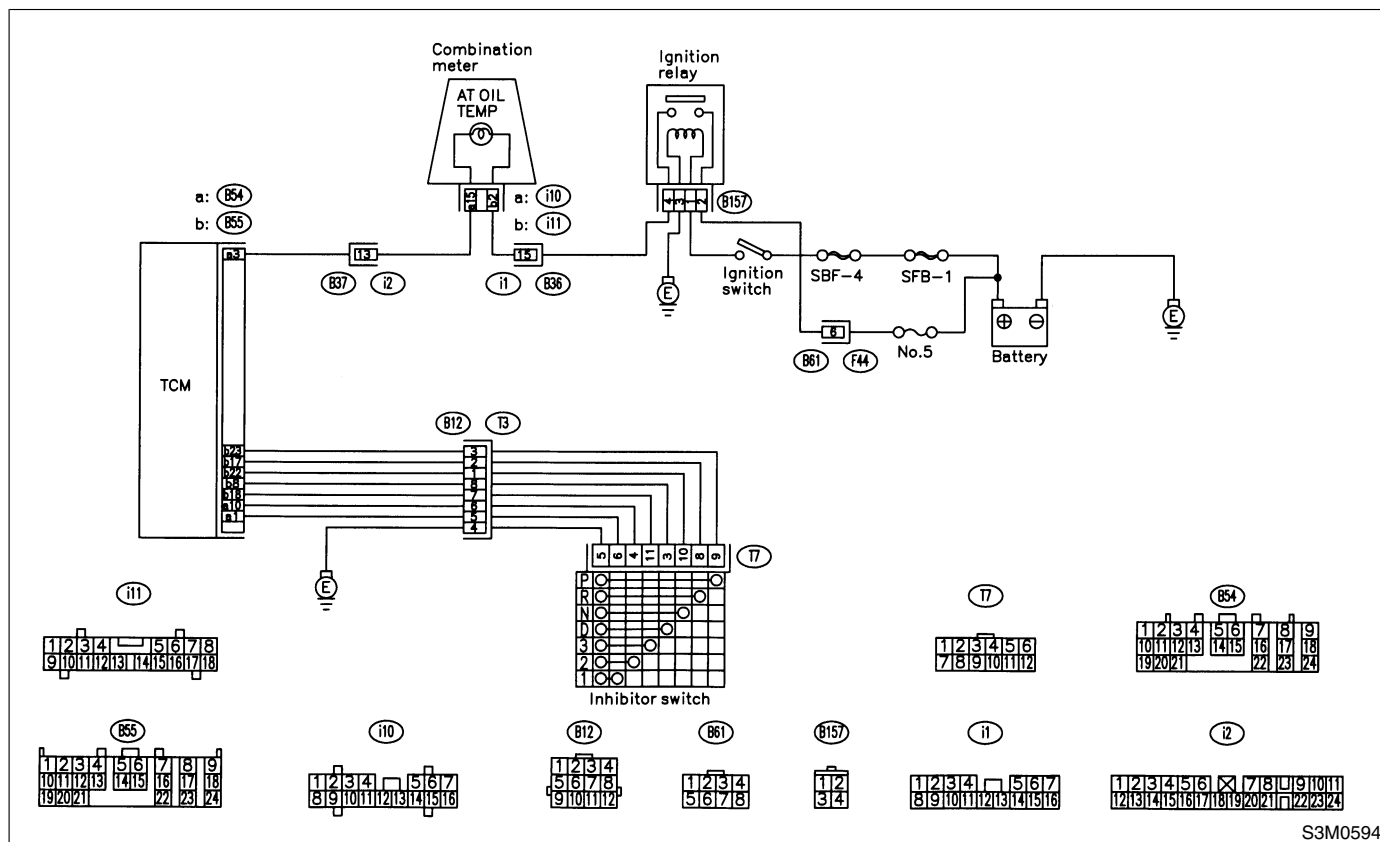 Combination
meter
AT OIL
TEMP
a15 b2
a: i10
b: i11
Ignition
relay
4 3 1 2
B157
a: B54
b: B55
a3
13
B37 i2
15
i1 B36
E
Ignition
switch
SBF-4
SFB-1
6
B61 F44
No.5
Battery
E
TCM
B12 T3
b23 3
b17 2
b22 1
b8 8
b18 7
a10 6
a1 5
4
E
5 6 4 11 3 10 8 9
T7
P
R
N
D
3
2
1
Inhibitor switch
i11
1 2 3 4 5 6 7 8
9 10 11 12 13 14 15 16 17 18
T7
1 2 3 4 5 6
7 8 9 10 11 12
B54
1 2 3 4 5 6 7 8 9
10 11 12 13 14 15 16 17 18
19 20 21 22 23 24
B55
1 2 3 4 5 6 7 8 9
10 11 12 13 14 15 16 17 18
19 20 21 22 23 24
i10
1 2 3 4 5 6 7
8 9 10 11 12 13 14 15 16
B12
1 2 3 4
5 6 7 8
9 10 11 12
B61
1 2 3 4
5 6 7 8
B157
1 2
3 4
i1
1 2 3 4 5 6 7
8 9 10 11 12 13 14 15 16
i2
1 2 3 4 5 6 7 8 9 10 11
12 13 14 15 16 17 18 19 20 21 22 23 24
S3M0594